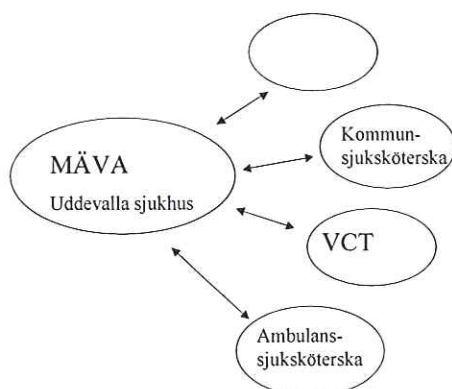 MÄVA
Uddevalla sjukhus
Kommun-
sjuksköterska
VCT
Ambulans-
sjuksköterska